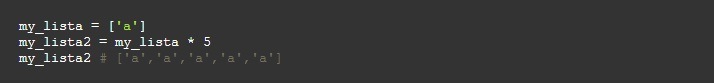 my_lista = ['a']
my_lista2 = my_lista * 5
my_lista2 # ['a','a','a','a','a']